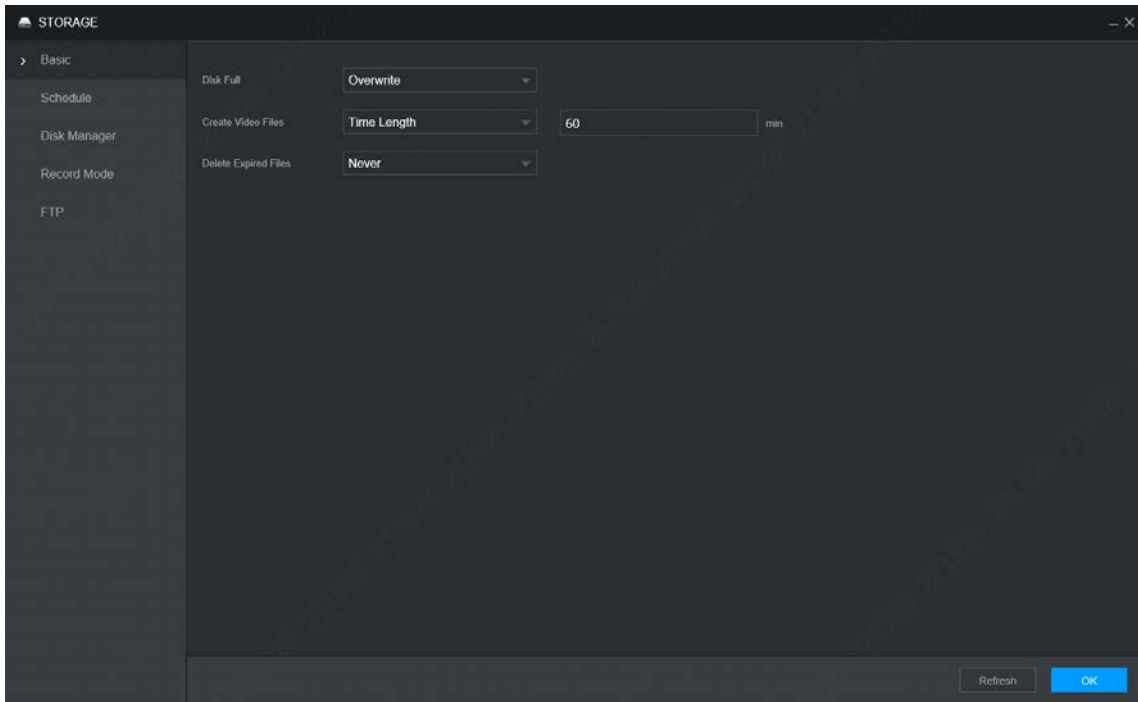 STORAGE
Basic
Schedule
Disk Manager
Record Mode
FTP
Disk Full Overwrite
Create Video Files Time Length 60 min.
Delete Expired Files Never
Refresh OK